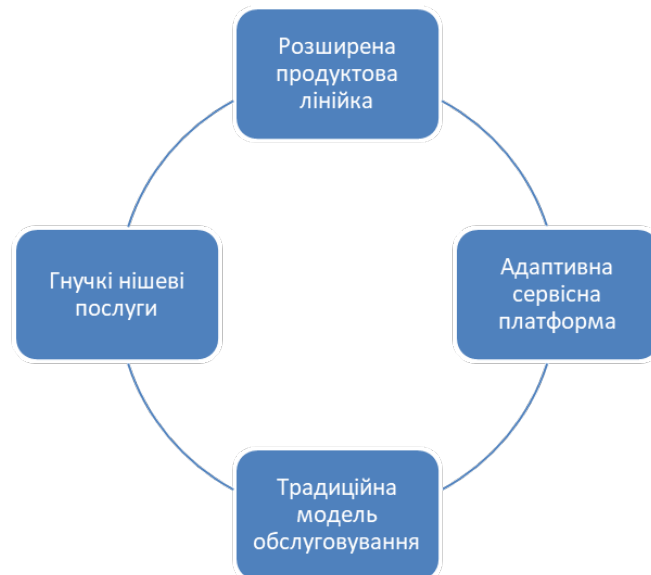 Розширена
продуктова
лінійка
Гнучкі нішеві
послуги
Адаптивна
сервісна
платформа
Традиційна
модель
обслуговування